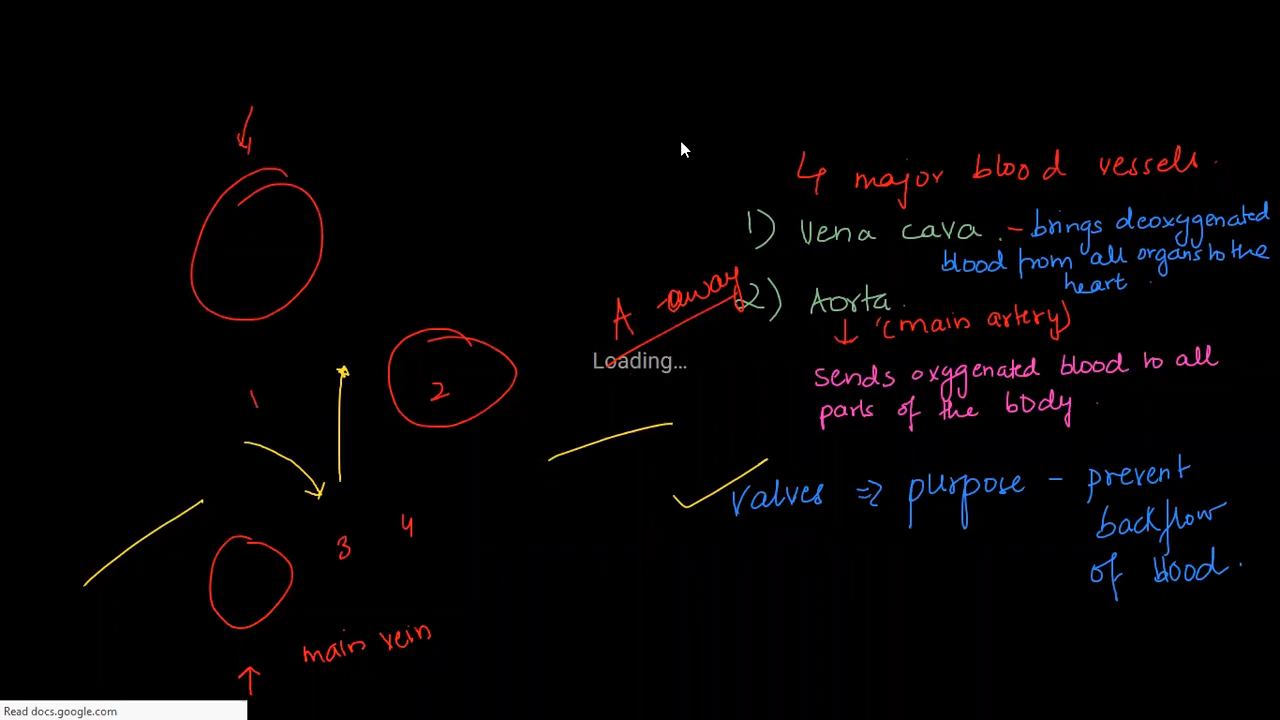 4 major blood vessels.
1) Vena cava. - brings deoxygenated
blood from all organs to the
heart.
A - away
2) Aorta.
↓ (main artery)
Loading...
Sends oxygenated blood to all
parts of the body.
1
2
valves => purpose - prevent
backflow
of blood.
3
4
main vein
Read docs.google.com